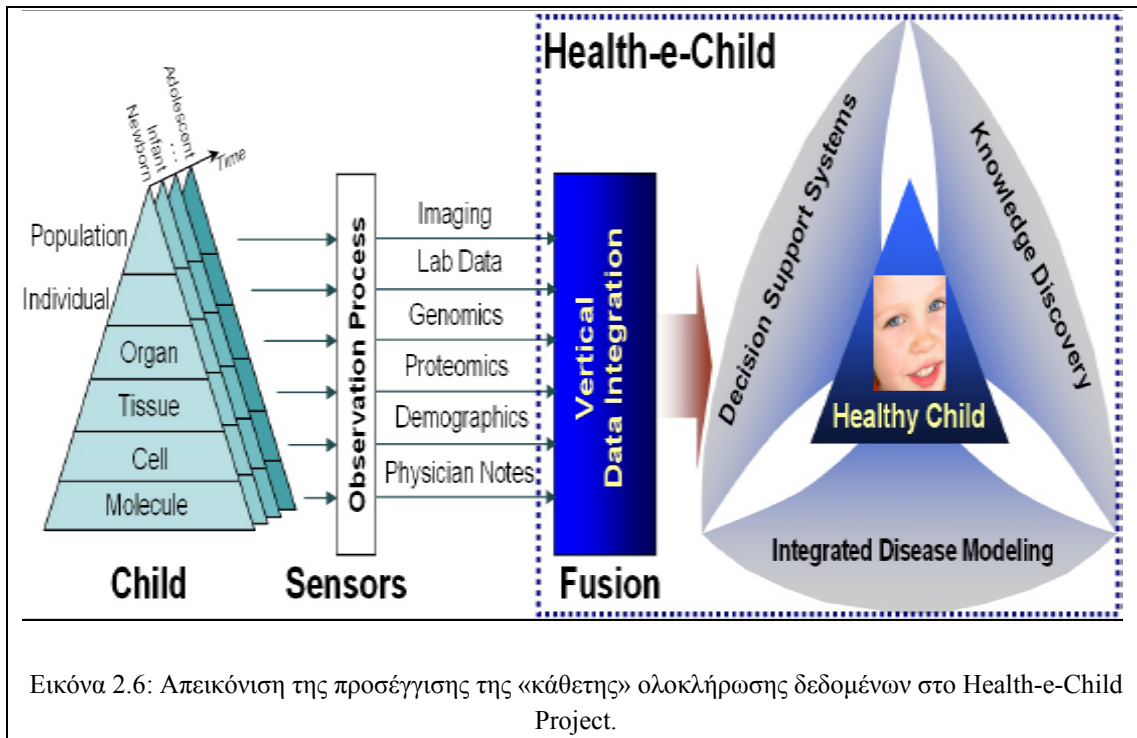 Health-e-Child
Newborn
Infant
...
Adolescent
Time
Population
Individual
Organ
Tissue
Cell
Molecule
Child
Observation Process
Sensors
Imaging
Lab Data
Genomics
Proteomics
Demographics
Physician Notes
Vertical
Data Integration
Fusion
Decision Support Systems
Knowledge Discovery
Healthy Child
Integrated Disease Modeling
Εικόνα 2.6: Απεικόνιση της προσέγγισης της «κάθετης» ολοκλήρωσης δεδομένων στο Health-e-Child
Project.